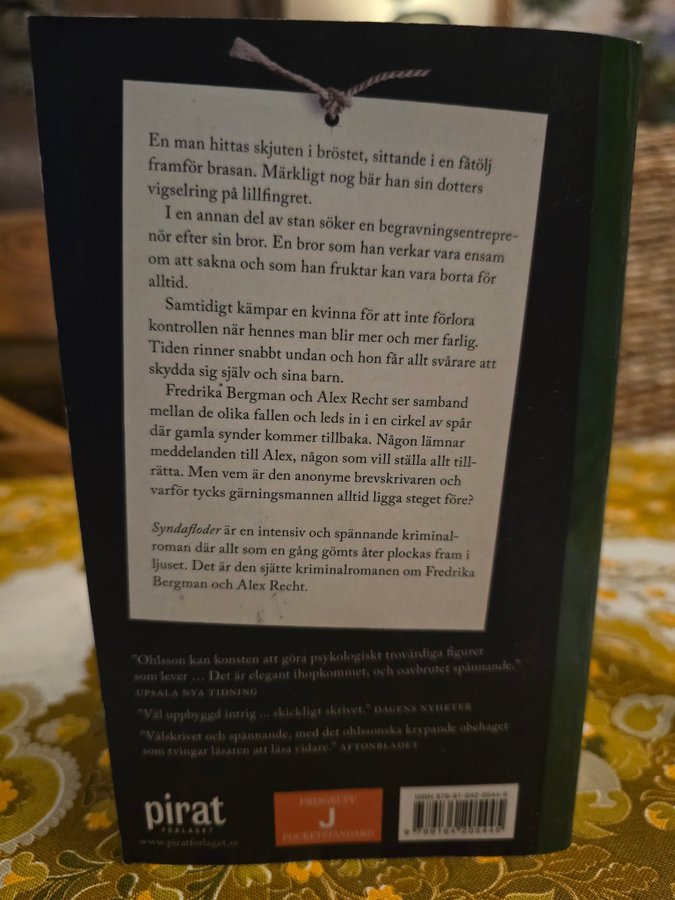 En man hittas skjuten i bröstet, sittande i en fåtölj
framför brasan. Märkligt nog bär han sin dotters
vigselring på lillfingret.
I en annan del av stan söker en begravningsentrepre-
nör efter sin bror. En bror som han verkar vara ensam
om att sakna och som han fruktar kan vara borta för
alltid.
Samtidigt kämpar en kvinna för att inte förlora
kontrollen när hennes man blir mer och mer farlig.
Tiden rinner snabbt undan och hon får allt svårare att
skydda sig själv och sina barn.
Fredrika Bergman och Alex Recht ser samband
mellan de olika fallen och leds in i en cirkel av spår
där gamla synder kommer tillbaka. Någon lämnar
meddelanden till Alex, någon som vill ställa allt till-
rätta. Men vem är den anonyme brevskrivaren och
varför tycks gärningsmannen alltid ligga steget före?
Syndafloder är en intensiv och spännande kriminal-
roman där allt som en gång gömts åter plockas fram i
ljuset. Det är den sjätte kriminalromanen om Fredrika
Bergman och Alex Recht.
"Ohlsson kan konsten att göra psykologiskt trovärdiga figurer
som lever ... Det är elegant ihopkommet, och oavbrutet spännande."
UPSALA NYA TIDNING
"Väl uppbyggd intrig ... skickligt skrivet." DAGENS NYHETER
"Välskrivet och spännande, med det ohlssonska krypande obehaget
som tvingar läsaren att läsa vidare." AFTONBLADET
pirat
FÖRLAGET
www.piratforlaget.se
PRISGRUPP
J
POCKETSTANDARD
ISBN 978-91-642-0544-5
9 789164 205445